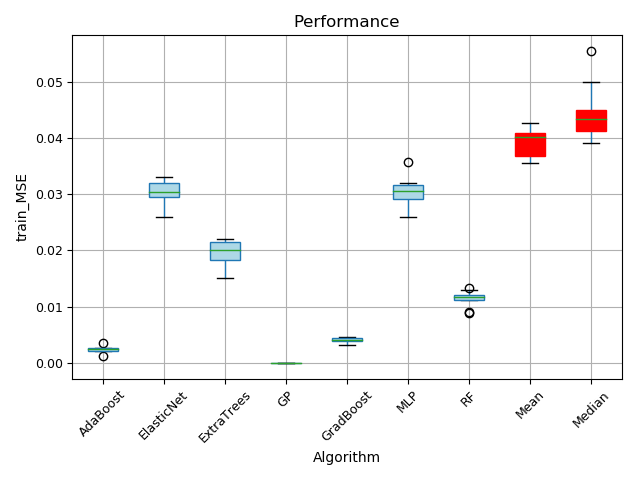 Performance
train_MSE
0.05
0.04
0.03
0.02
0.01
0.00
AdaBoost
ElasticNet
ExtraTrees
GP
GradBoost
MLP
RF
Mean
Median
Algorithm